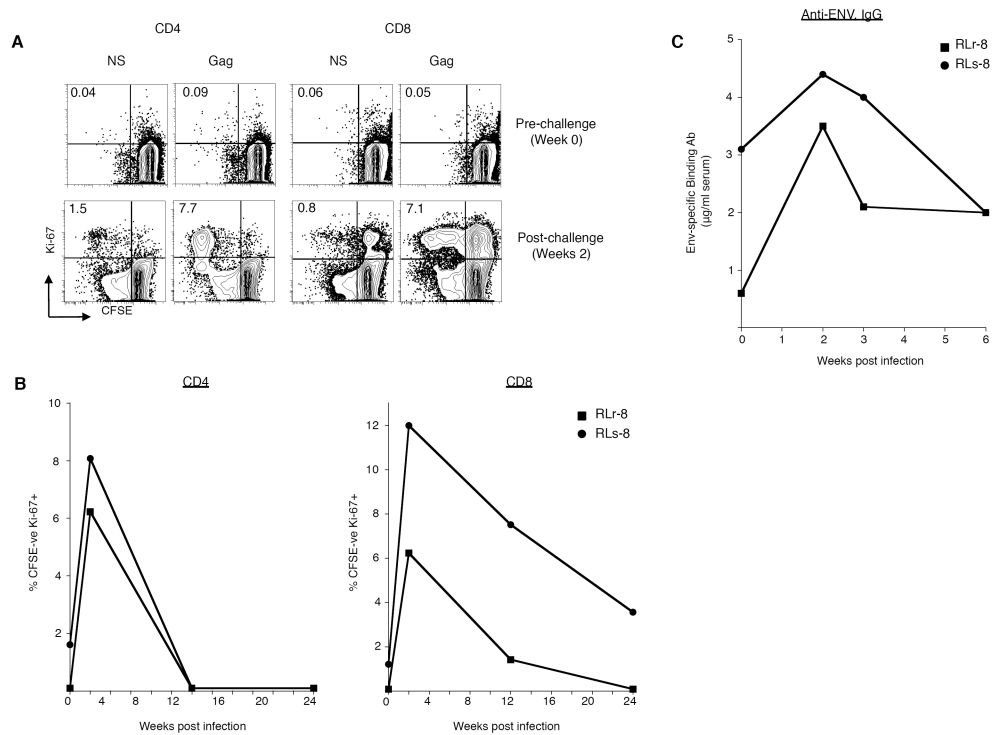 A
CD4
CD8
NS
Gag
NS
Gag
0.04
0.09
0.06
0.05
Pre-challenge
(Week 0)
1.5
7.7
0.8
7.1
Post-challenge
(Weeks 2)
Ki-67
CFSE
C
Anti-ENV. IgG
RLr-8
RLs-8
5
4
3
2
1
Env-specific Binding Ab
(µg/ml serum)
0 1 2 3 4 5 6
Weeks post infection
B
CD4
10
8
6
4
2
% CFSE-ve Ki-67+
0 4 8 12 16 20 24
Weeks post infection
CD8
RLr-8
RLs-8
12
12
8
6
4
2
% CFSE-ve Ki-67+
0 4 8 12 16 20 24
Weeks post infection